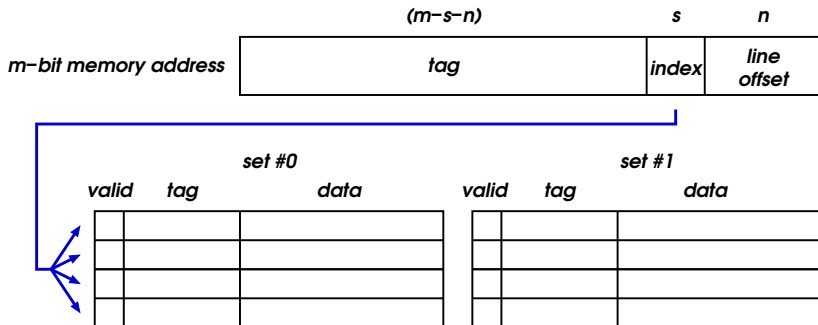 (m–s–n) s n
m–bit memory address tag index line offset
set #0 set #1
valid tag data valid tag data